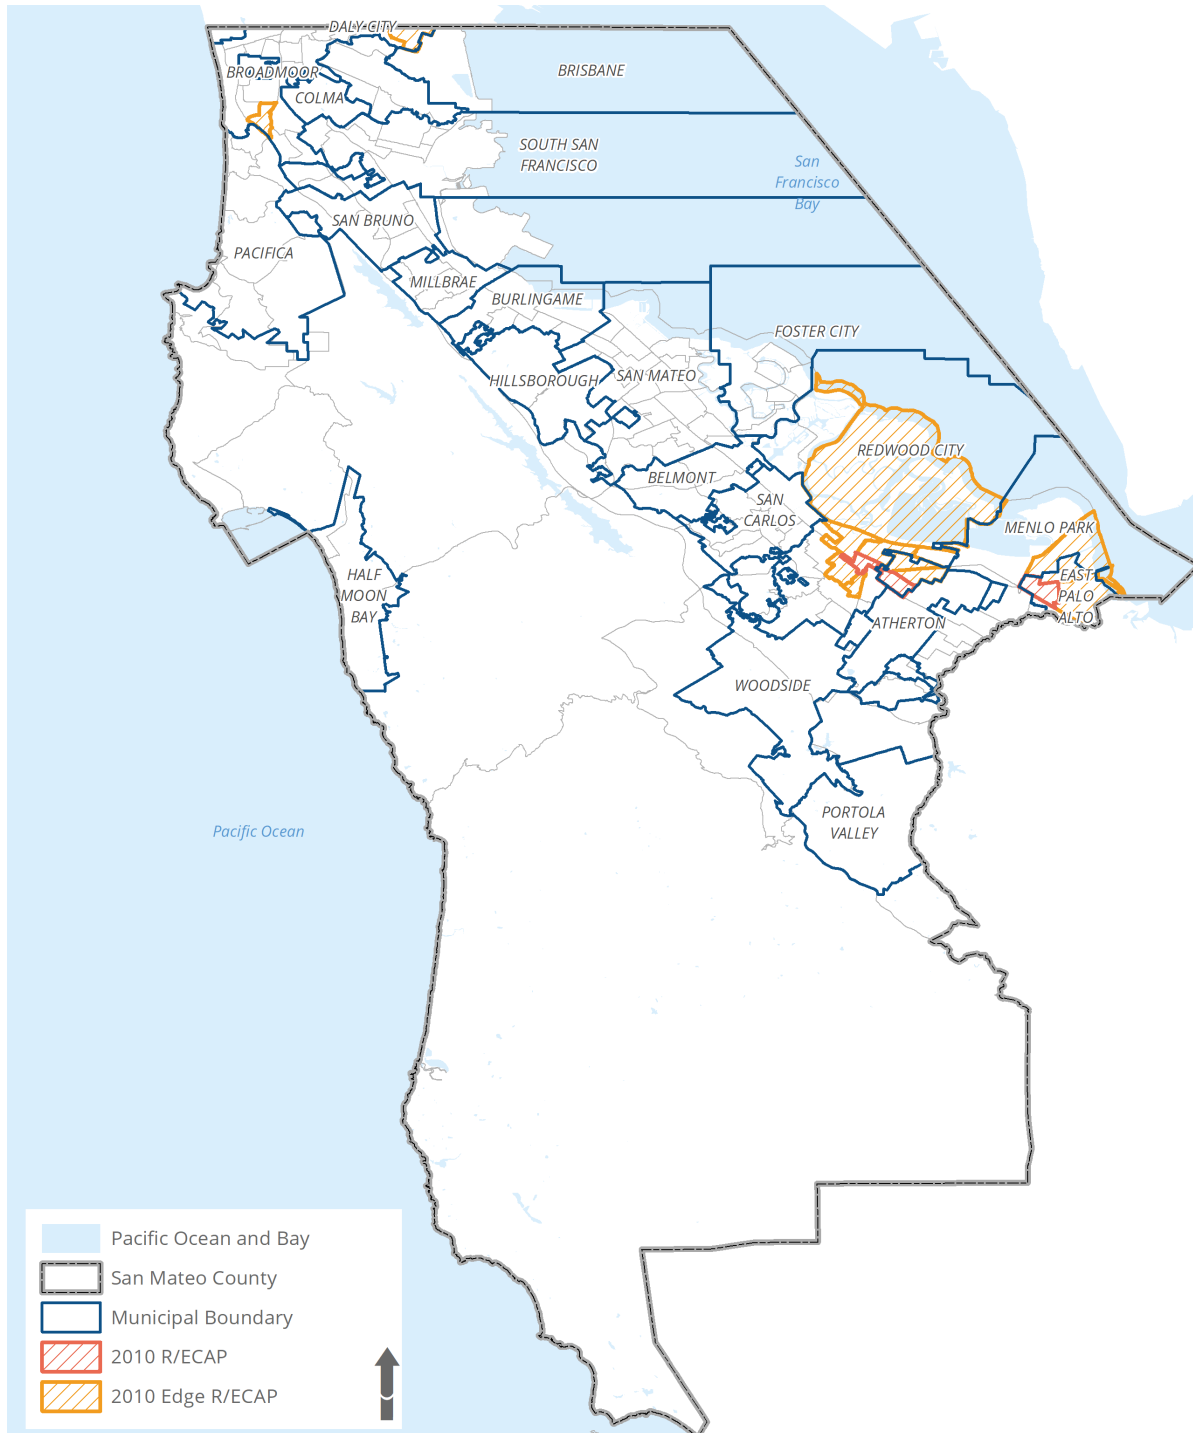 DALY CITY
BRISBANE
BROADMOOR
COLMA
SOUTH SAN
FRANCISCO
San
Francisco
Bay
SAN BRUNO
PACIFICA
MILLBRAE
BURLINGAME
FOSTER CITY
HILLSBOROUGH
SAN MATEO
REDWOOD CITY
BELMONT
SAN
CARLOS
MENLO PARK
HALF
MOON
BAY
EAST
PALO
ALTO
ATHERTON
WOODSIDE
PORTOLA
VALLEY
Pacific Ocean
Pacific Ocean and Bay
San Mateo County
Municipal Boundary
2010 R/ECAP
2010 Edge R/ECAP